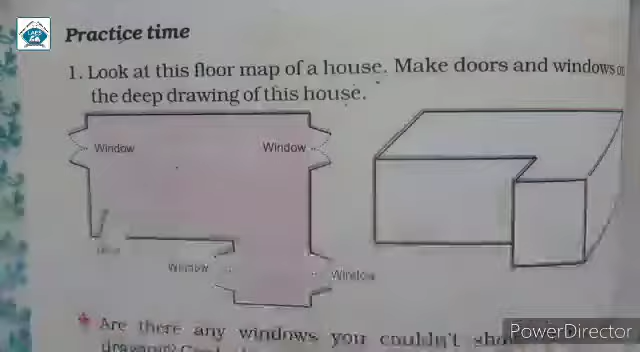 Practice time
1. Look at this floor map of a house. Make doors and windows on
the deep drawing of this house.
Window
Window
Window
Window
* Are there any windows you couldn't
PowerDirector